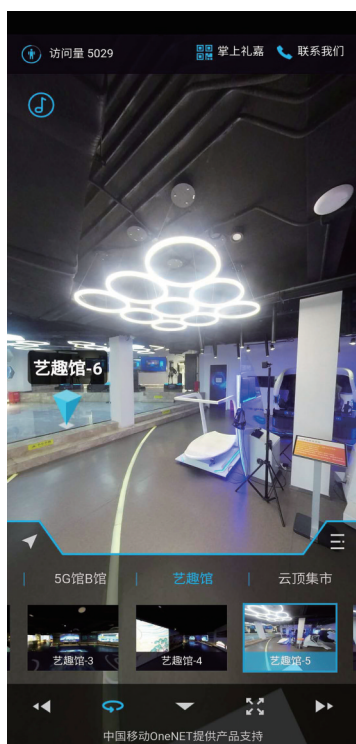 访问量 5029
掌上礼嘉
联系我们
艺趣馆-6
5G馆B馆
艺趣馆
云顶集市
艺趣馆-3
艺趣馆-4
艺趣馆-5
中国移动OneNET提供产品支持